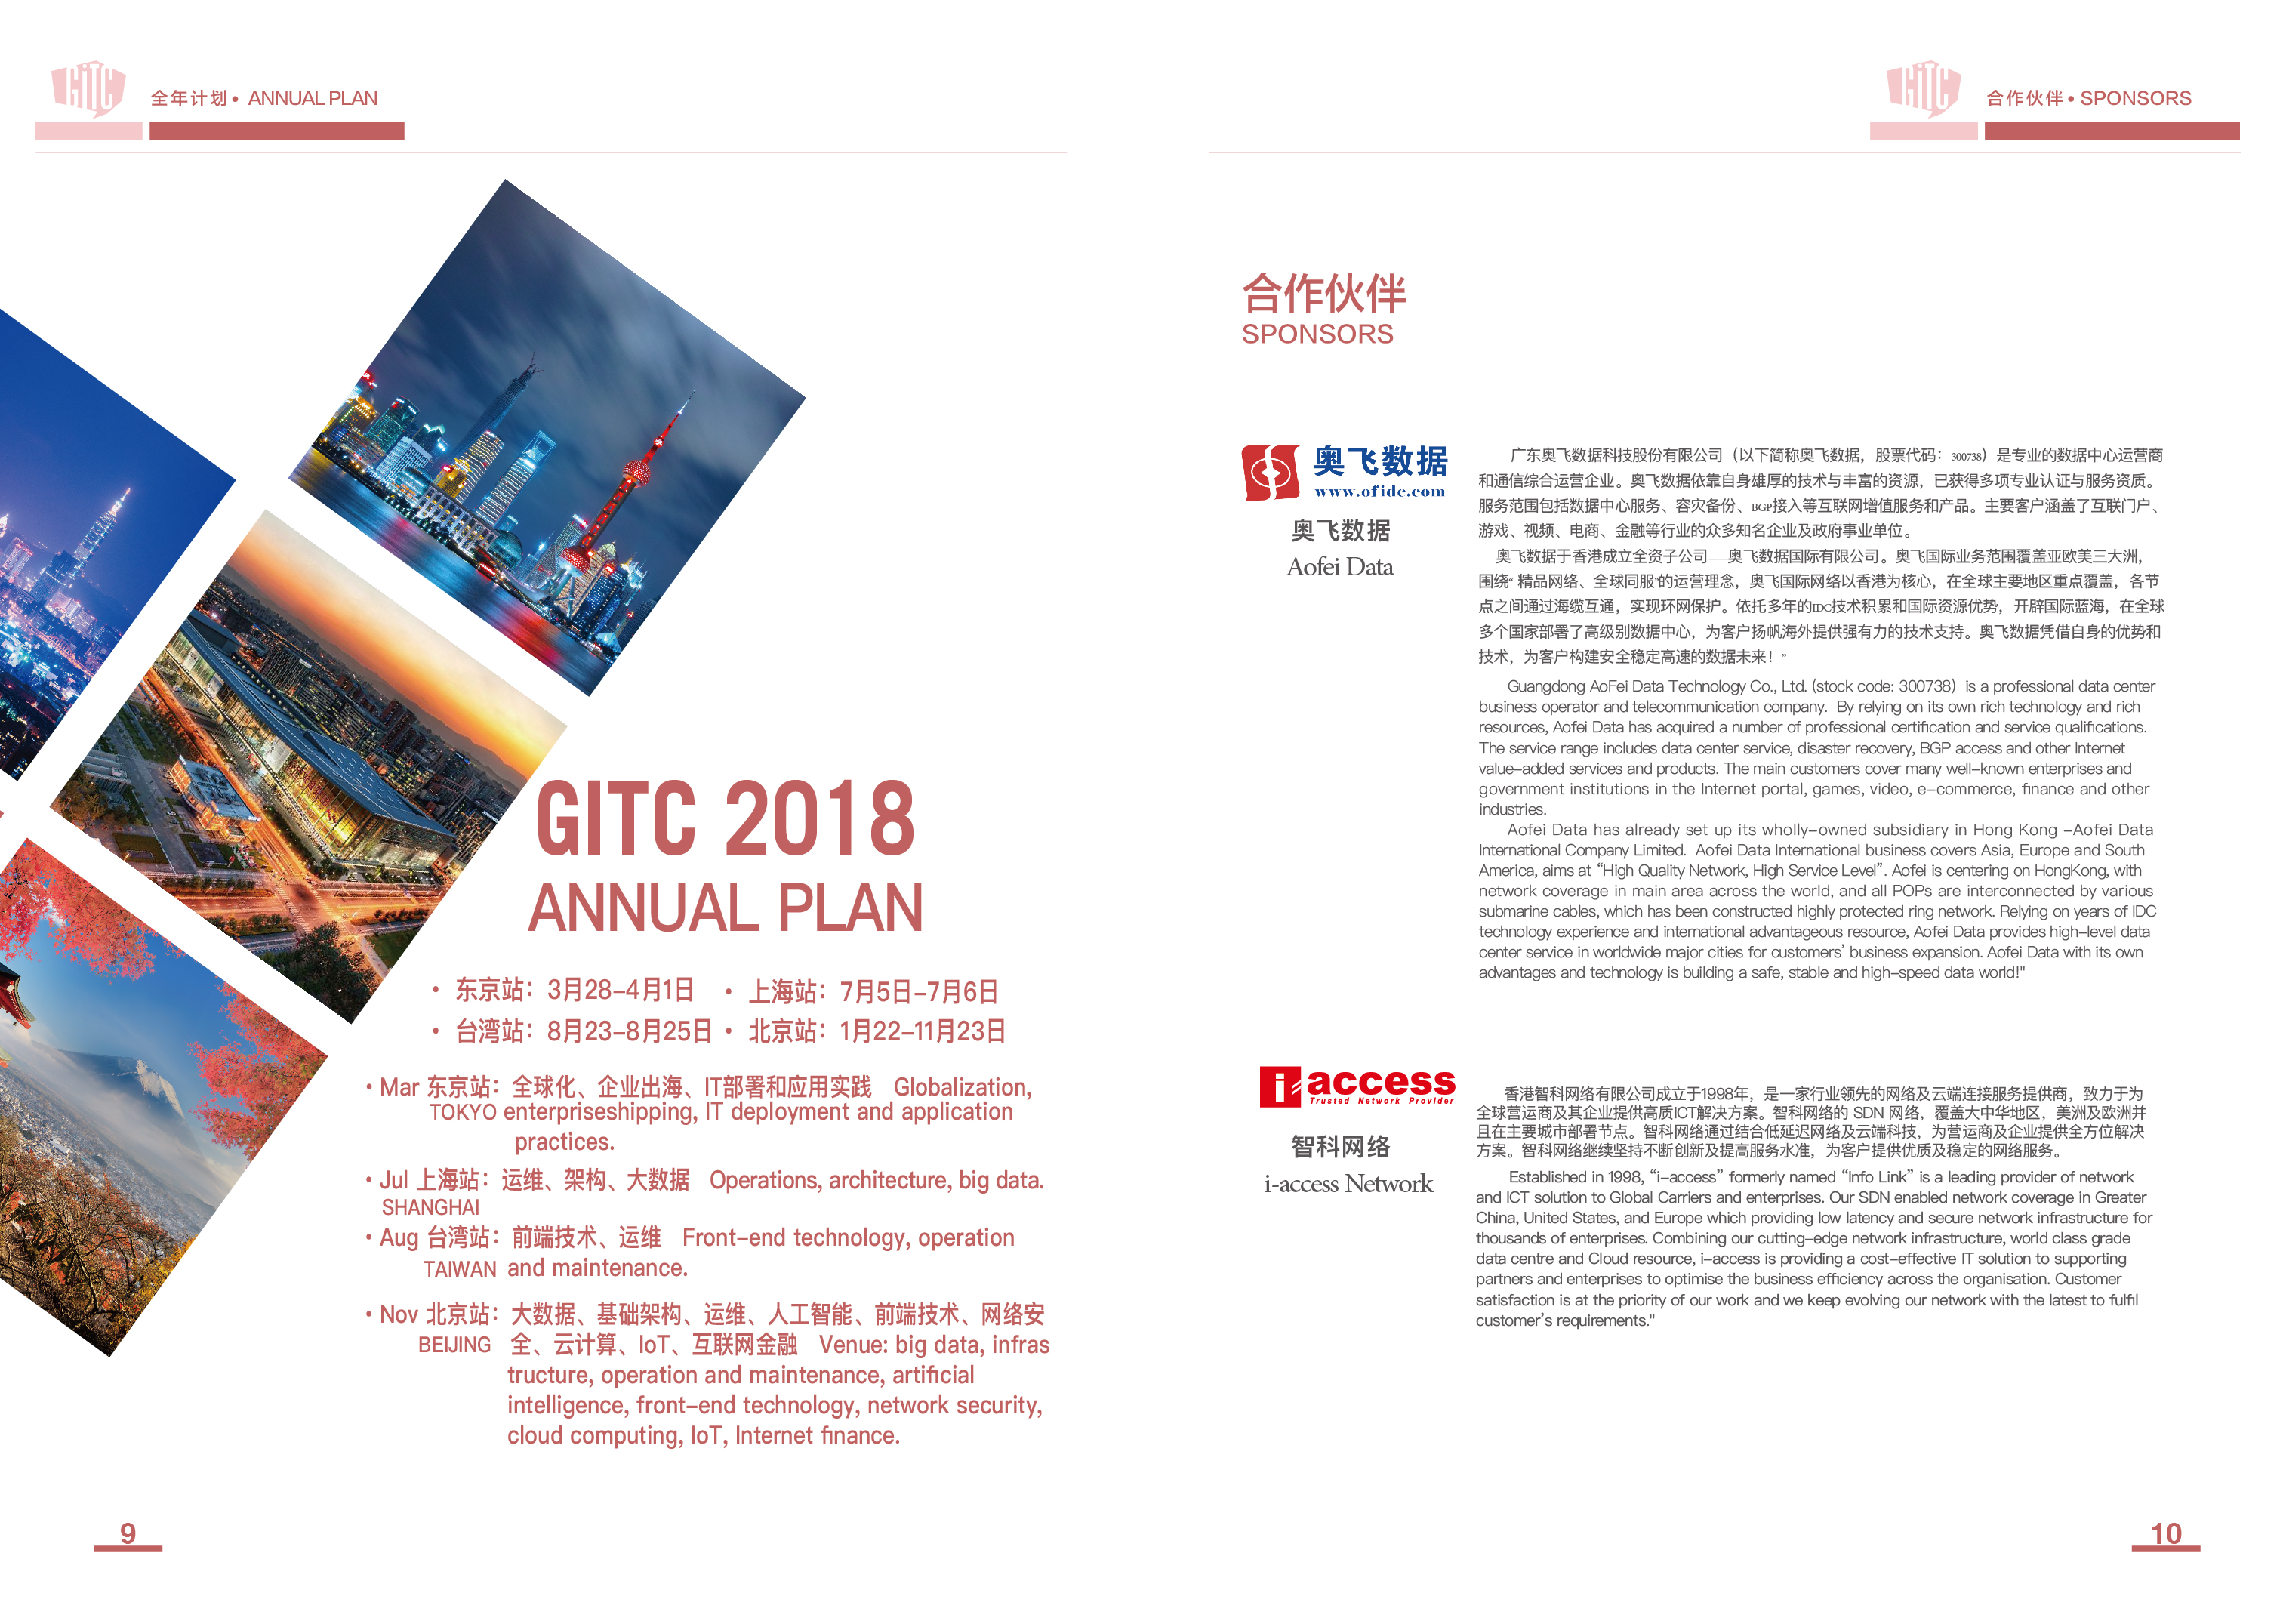 GiTC
全年计划• ANNUAL PLAN
GITC 2018
ANNUAL PLAN
• 东京站：3月28–4月1日
• 上海站：7月5日–7月6日
• 台湾站：8月23–8月25日
• 北京站：1月22–11月23日
• Mar 东京站：全球化、企业出海、IT部署和应用实践 Globalization,
TOKYO enterpriseshipping, IT deployment and application
practices.
• Jul 上海站：运维、架构、大数据 Operations, architecture, big data.
SHANGHAI
• Aug 台湾站：前端技术、运维 Front–end technology, operation
TAIWAN and maintenance.
• Nov 北京站：大数据、基础架构、运维、人工智能、前端技术、网络安
BEIJING 全、云计算、IoT、互联网金融 Venue: big data, infras
tructure, operation and maintenance, artificial
intelligence, front–end technology, network security,
cloud computing, IoT, Internet finance.
9
GiTC
合作伙伴• SPONSORS
合作伙伴
SPONSORS
奥飞数据
www.ofidc.com
奥飞数据
Aofei Data
广东奥飞数据科技股份有限公司（以下简称奥飞数据，股票代码：300738）是专业的数据中心运营商
和通信综合运营企业。奥飞数据依靠自身雄厚的技术与丰富的资源，已获得多项专业认证与服务资质。
服务范围包括数据中心服务、容灾备份、BGP接入等互联网增值服务和产品。主要客户涵盖了互联门户、
游戏、视频、电商、金融等行业的众多知名企业及政府事业单位。
奥飞数据于香港成立全资子公司——奥飞数据国际有限公司。奥飞国际业务范围覆盖亚欧美三大洲，
围绕“ 精品网络、全球同服”的运营理念，奥飞国际网络以香港为核心，在全球主要地区重点覆盖，各节
点之间通过海缆互通，实现环网保护。依托多年的IDC技术积累和国际资源优势，开辟国际蓝海，在全球
多个国家部署了高级别数据中心，为客户扬帆海外提供强有力的技术支持。奥飞数据凭借自身的优势和
技术，为客户构建安全稳定高速的数据未来！”
Guangdong AoFei Data Technology Co., Ltd. (stock code: 300738) is a professional data center
business operator and telecommunication company. By relying on its own rich technology and rich
resources, Aofei Data has acquired a number of professional certification and service qualifications.
The service range includes data center service, disaster recovery, BGP access and other Internet
value–added services and products. The main customers cover many well–known enterprises and
government institutions in the Internet portal, games, video, e–commerce, finance and other
industries.
Aofei Data has already set up its wholly–owned subsidiary in Hong Kong –Aofei Data
International Company Limited. Aofei Data International business covers Asia, Europe and South
America, aims at “High Quality Network, High Service Level”. Aofei is centering on HongKong, with
network coverage in main area across the world, and all POPs are interconnected by various
submarine cables, which has been constructed highly protected ring network. Relying on years of IDC
technology experience and international advantageous resource, Aofei Data provides high–level data
center service in worldwide major cities for customers’ business expansion. Aofei Data with its own
advantages and technology is building a safe, stable and high–speed data world!"
i access
Trusted Network Provider
智科网络
i-access Network
香港智科网络有限公司成立于1998年，是一家行业领先的网络及云端连接服务提供商，致力于为
全球营运商及其企业提供高质ICT解决方案。智科网络的 SDN 网络，覆盖大中华地区，美洲及欧洲并
且在主要城市部署节点。智科网络通过结合低延迟网络及云端科技，为营运商及企业提供全方位解决
方案。智科网络继续坚持不断创新及提高服务水准，为客户提供优质及稳定的网络服务。
Established in 1998, “i–access” formerly named “Info Link” is a leading provider of network
and ICT solution to Global Carriers and enterprises. Our SDN enabled network coverage in Greater
China, United States, and Europe which providing low latency and secure network infrastructure for
thousands of enterprises. Combining our cutting–edge network infrastructure, world class grade
data centre and Cloud resource, i–access is providing a cost–effective IT solution to supporting
partners and enterprises to optimise the business efficiency across the organisation. Customer
satisfaction is at the priority of our work and we keep evolving our network with the latest to fulfil
customer’s requirements."
10